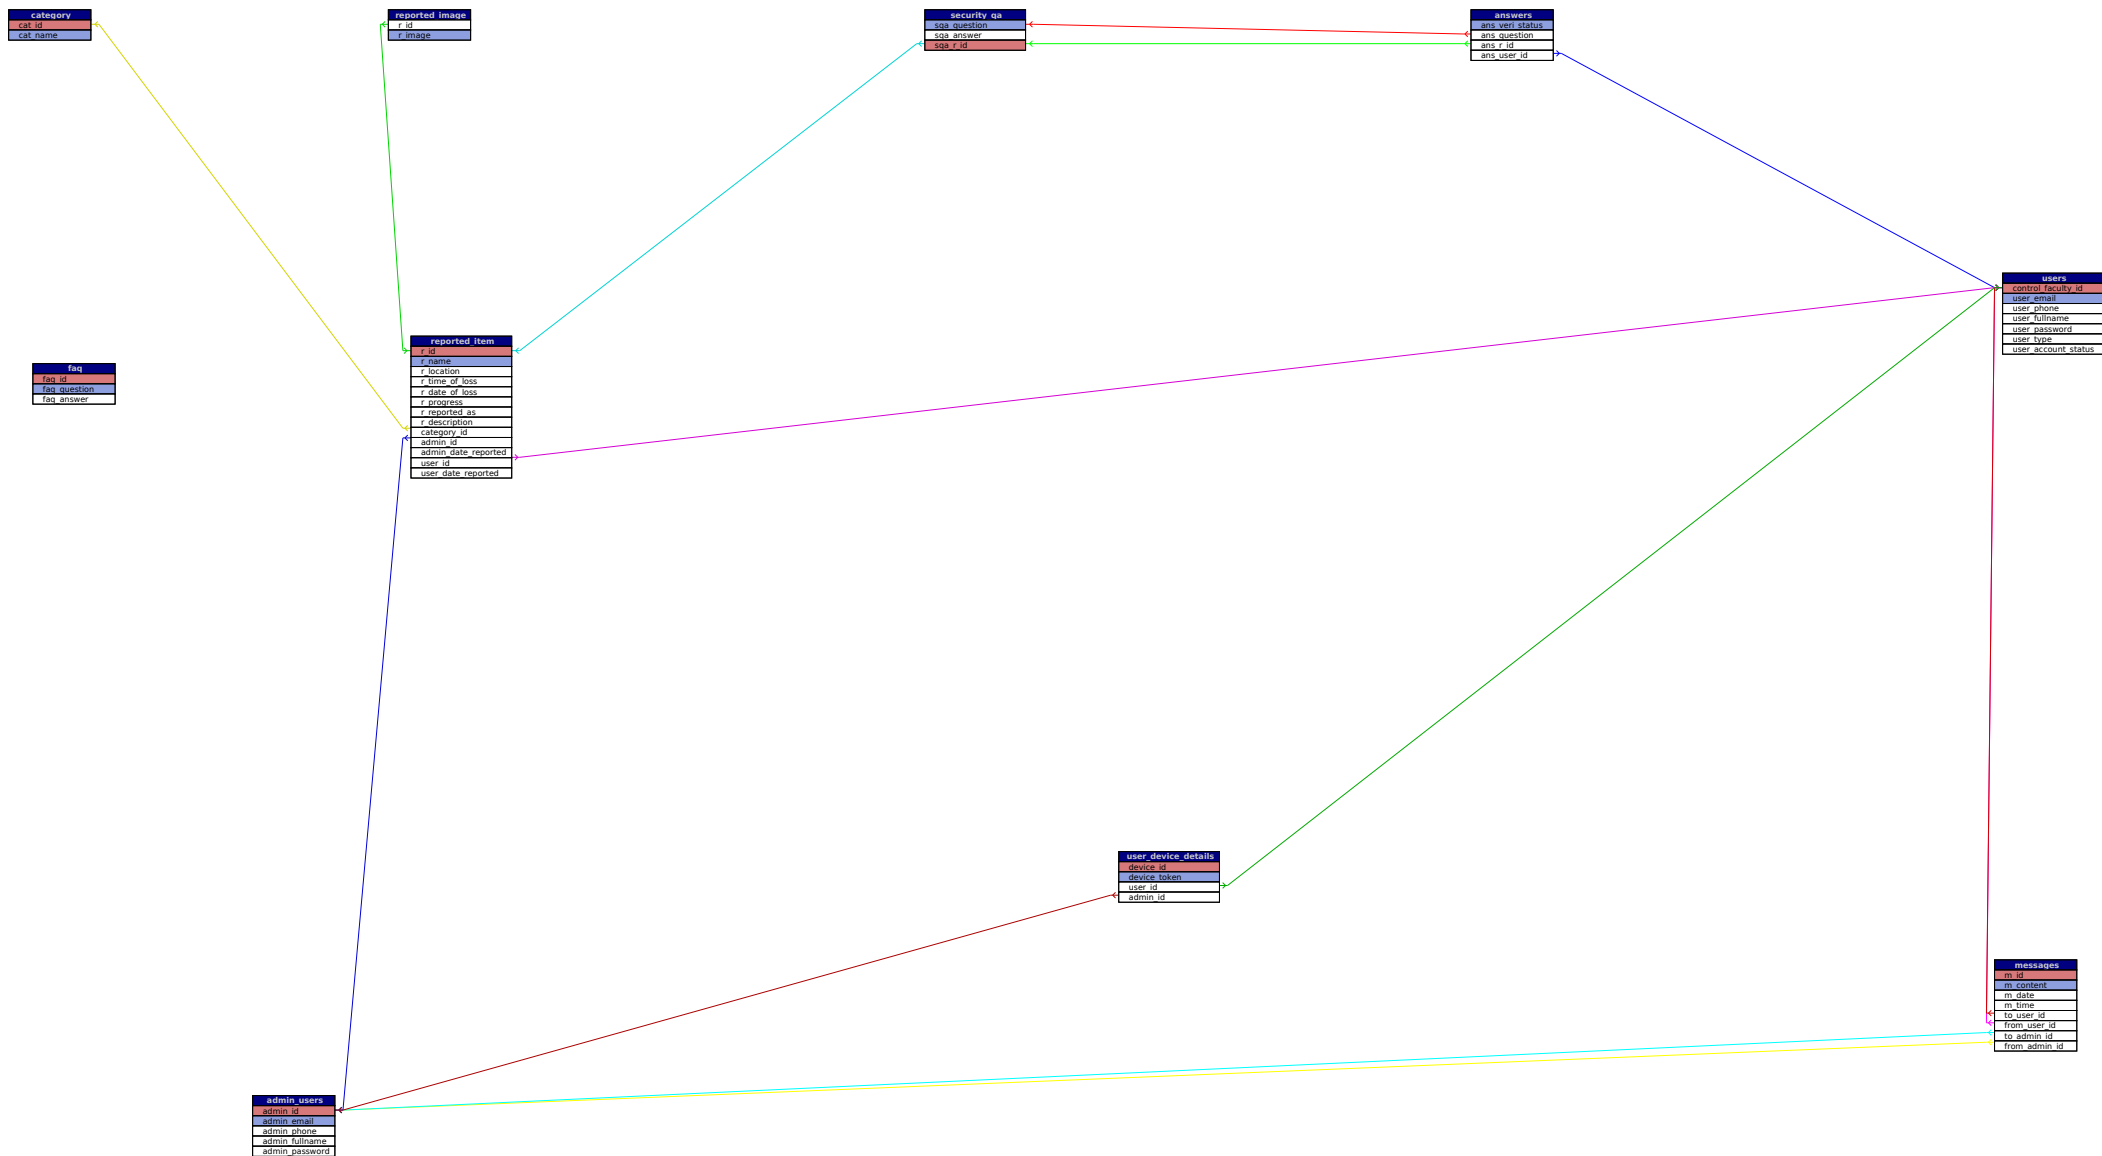 category
cat_id
cat_name
reported_image
r_id
r_image
security_qa
sqa_question
sqa_answer
sqa_r_id
answers
ans_veri_status
ans_question
ans_r_id
ans_user_id
users
control_faculty_id
user_email
user_phone
user_fullname
user_password
user_type
user_account_status
reported_item
r_id
r_name
r_location
r_time_of_loss
r_date_of_loss
r_progress
r_reported_as
r_description
category_id
admin_id
admin_date_reported
user_id
user_date_reported
faq
faq_id
faq_question
faq_answer
user_device_details
device_id
device_token
user_id
admin_id
messages
m_id
m_content
m_date
m_time
to_user_id
from_user_id
to_admin_id
from_admin_id
admin_users
admin_id
admin_email
admin_phone
admin_fullname
admin_password